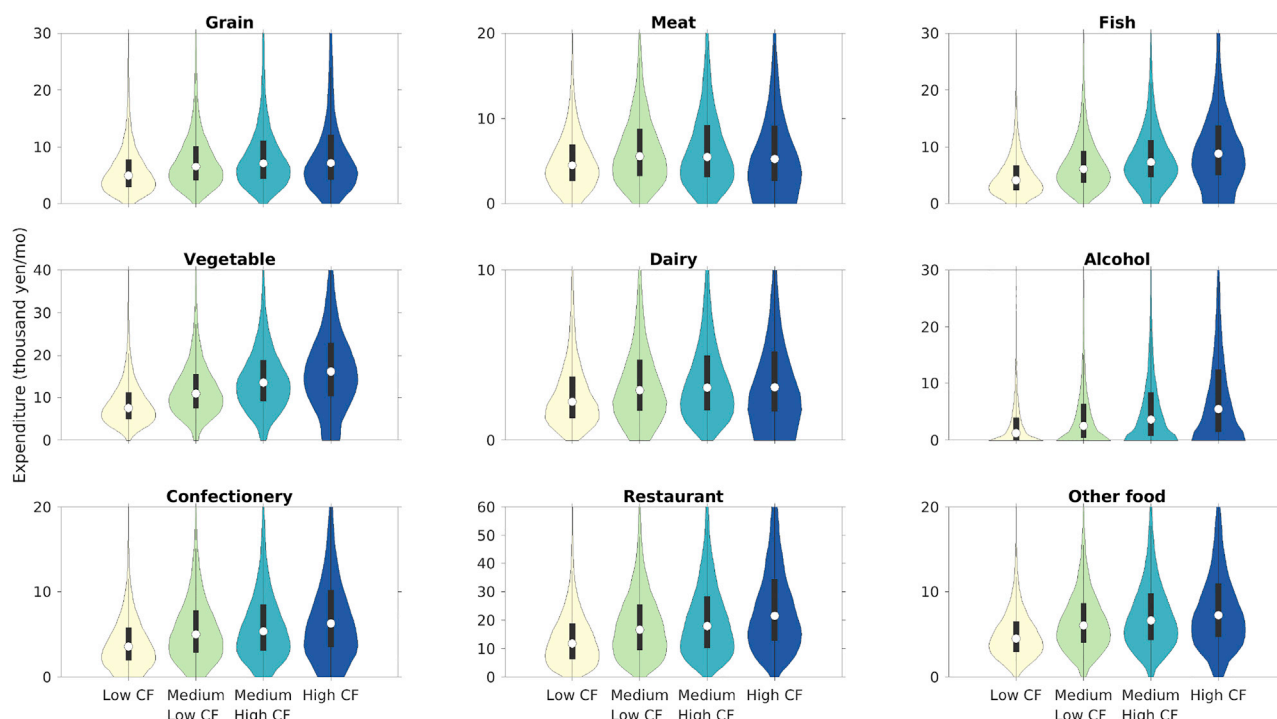 Grain
Meat
Fish
30
20
10
0
20
10
0
30
20
10
0
Vegetable
Dairy
Alcohol
40
30
20
10
0
10
0
30
20
10
0
Expenditure (thousand yen/mo)
Confectionery
Restaurant
Other food
20
10
0
60
50
40
30
20
10
0
20
10
0
Low CF
Medium
Low CF
Medium
High CF
High CF
Low CF
Medium
Low CF
Medium
High CF
High CF
Low CF
Medium
Low CF
Medium
High CF
High CF